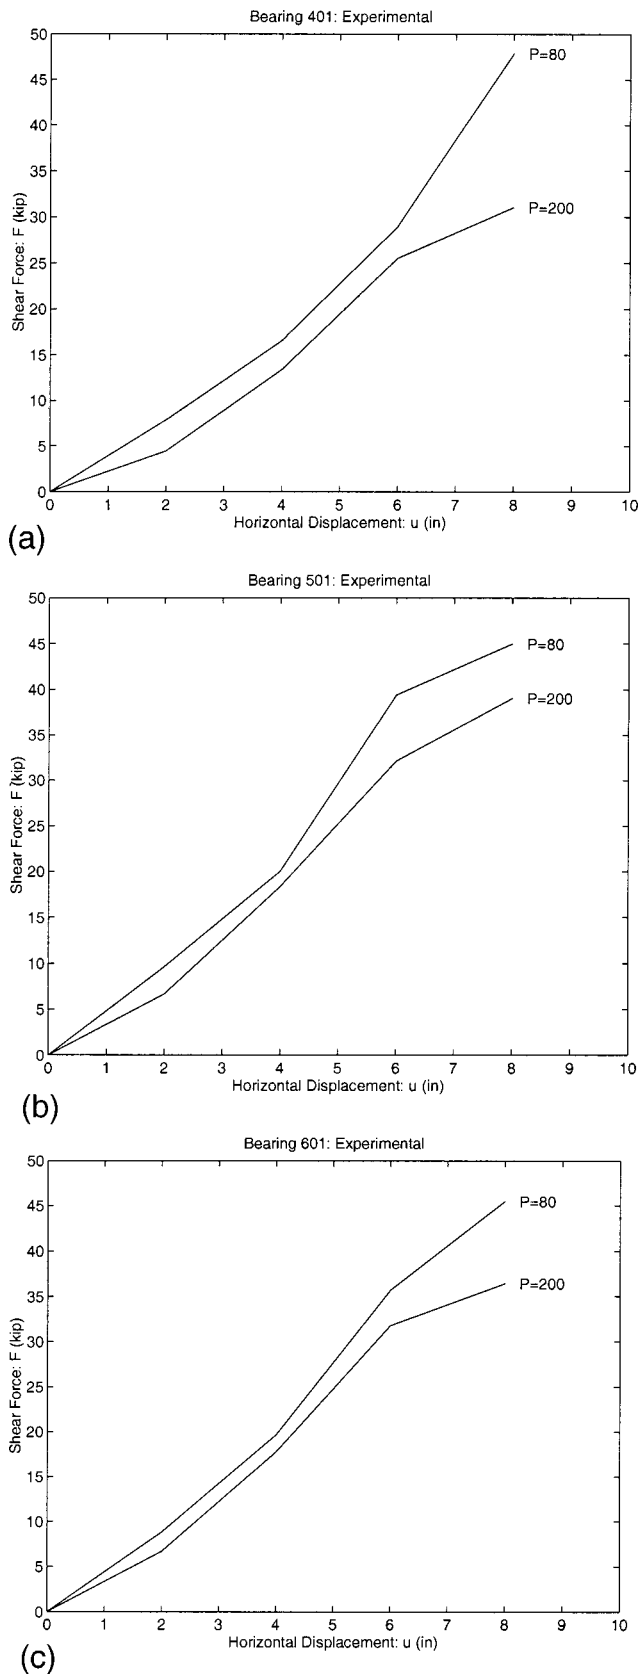 Bearing 401: Experimental
50
45
40
35
30
25
20
15
10
5
0
Shear Force: F (kip)
P=80
P=200
0 1 2 3 4 5 6 7 8 9 10
Horizontal Displacement: u (in)
(a)
Bearing 501: Experimental
50
45
40
35
30
25
20
15
10
5
0
Shear Force: F (kip)
P=80
P=200
0 1 2 3 4 5 6 7 8 9 10
Horizontal Displacement: u (in)
(b)
Bearing 601: Experimental
50
45
40
35
30
25
20
15
10
5
0
Shear Force: F (kip)
P=80
P=200
0 1 2 3 4 5 6 7 8 9 10
Horizontal Displacement: u (in)
(c)